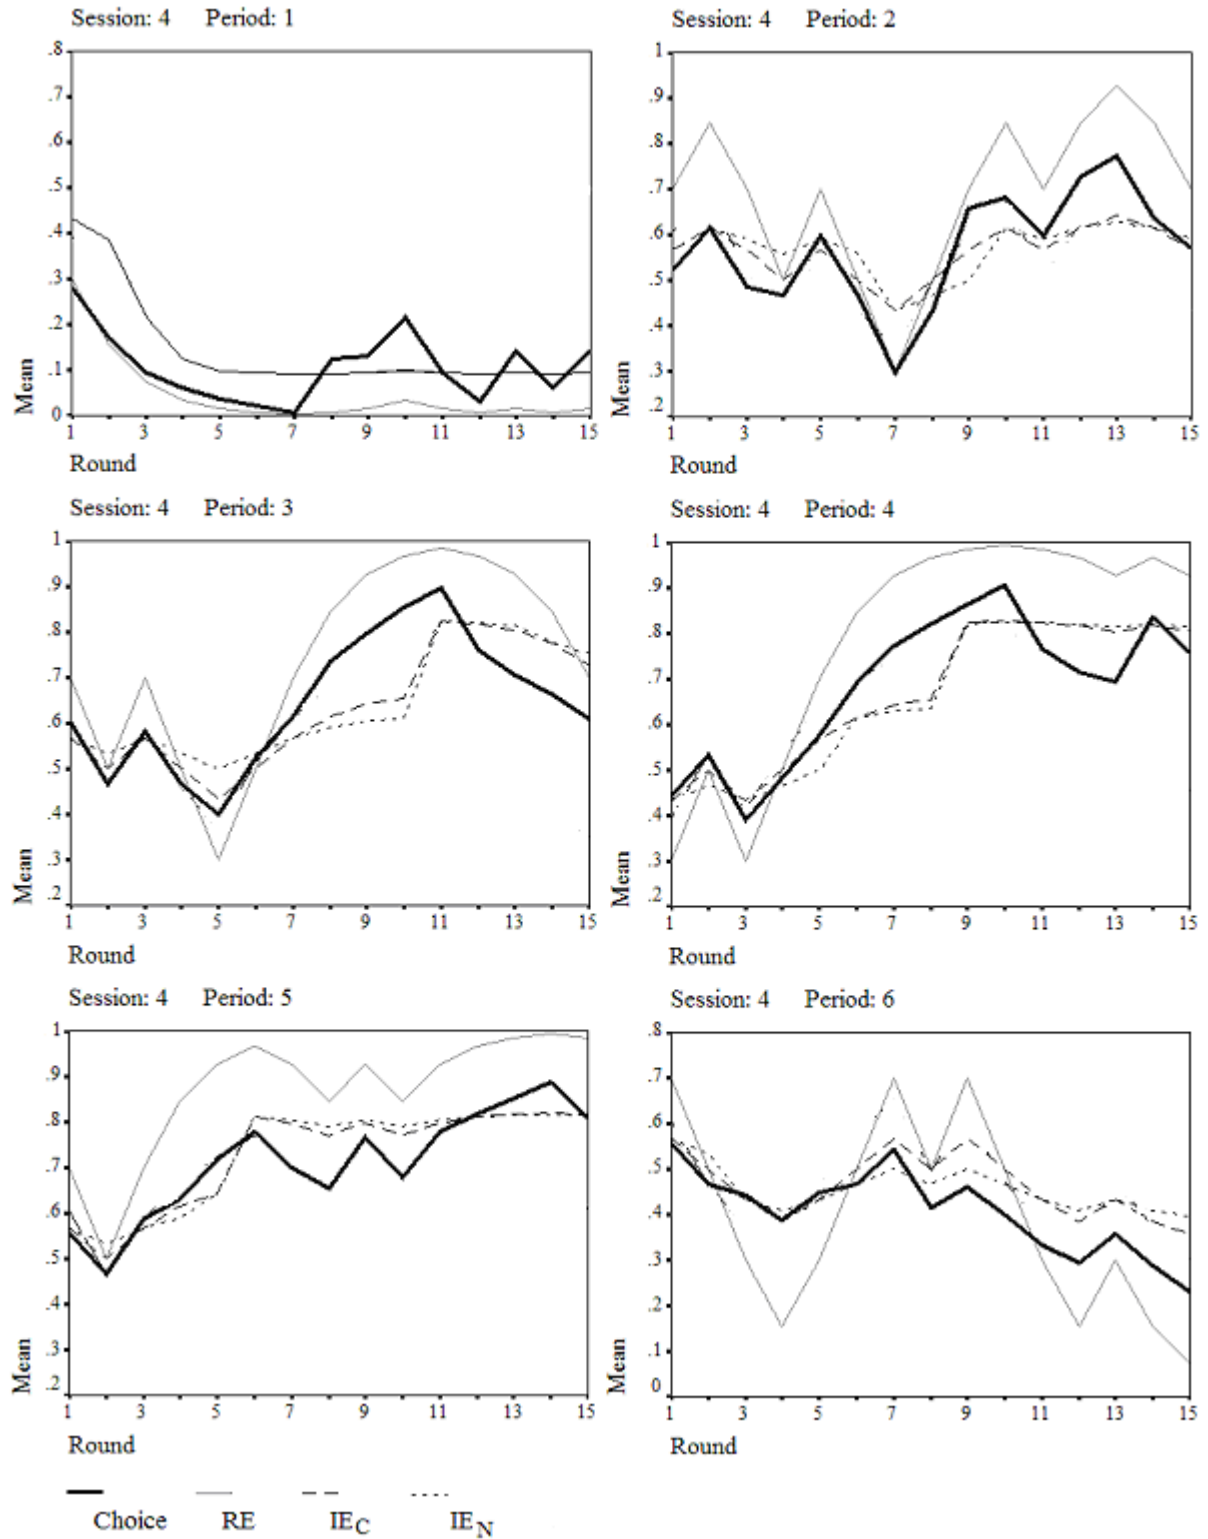 Session: 4 Period: 1
.8
.7
.6
.5
.4
.3
.2
.1
0
Mean
1 3 5 7 9 11 13 15
Round
Session: 4 Period: 2
1
.9
.8
.7
.6
.5
.4
.3
.2
Mean
1 3 5 7 9 11 13 15
Round
Session: 4 Period: 3
1
.9
.8
.7
.6
.5
.4
.3
.2
Mean
1 3 5 7 9 11 13 15
Round
Session: 4 Period: 4
1
.9
.8
.7
.6
.5
.4
.3
.2
Mean
1 3 5 7 9 11 13 15
Round
Session: 4 Period: 5
1
.9
.8
.7
.6
.5
.4
.3
.2
Mean
1 3 5 7 9 11 13 15
Round
Session: 4 Period: 6
.8
.7
.6
.5
.4
.3
.2
.1
0
Mean
1 3 5 7 9 11 13 15
Round
Choice RE IEC IEN